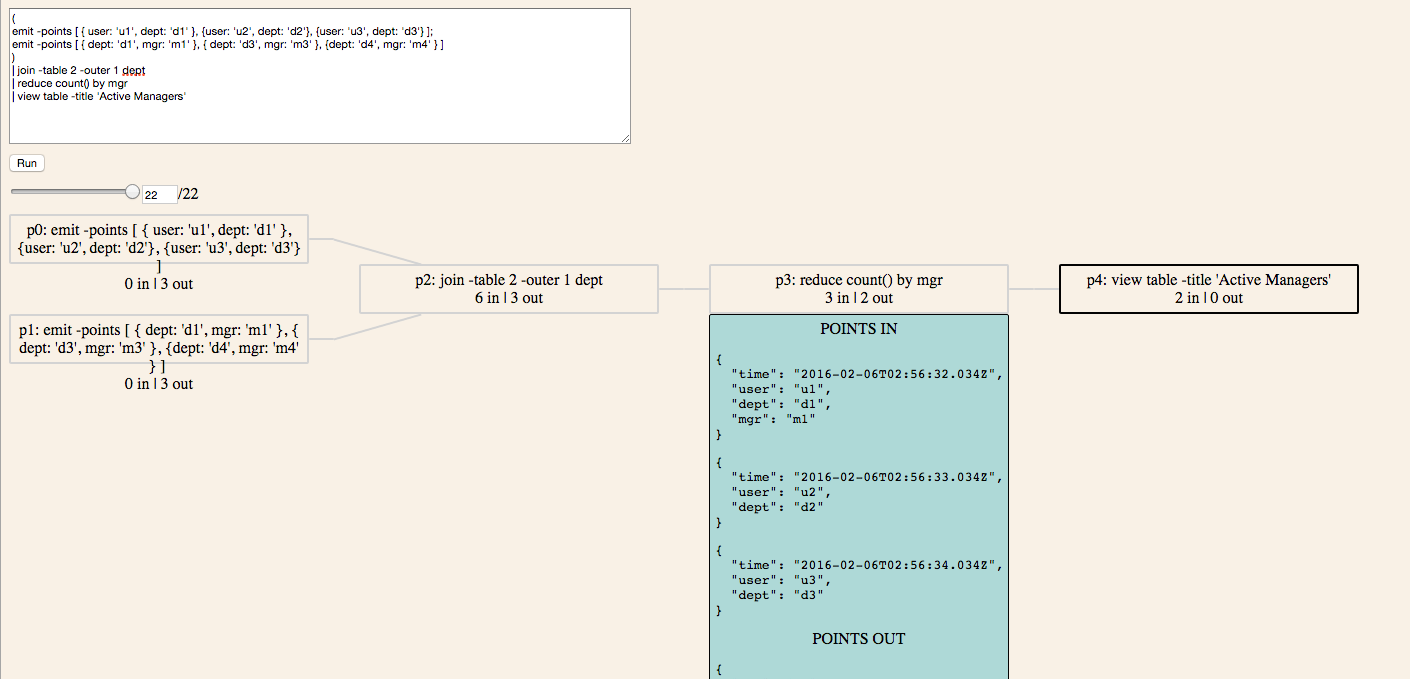 (
emit -points [ { user: 'u1', dept: 'd1' }, {user: 'u2', dept: 'd2'}, {user: 'u3', dept: 'd3'} ];
emit -points [ { dept: 'd1', mgr: 'm1' }, { dept: 'd3', mgr: 'm3' }, {dept: 'd4', mgr: 'm4' } ]
)
| join -table 2 -outer 1 dept
| reduce count() by mgr
| view table -title 'Active Managers'
Run
22 /22
p0: emit -points [ { user: 'u1', dept: 'd1' },
{user: 'u2', dept: 'd2'}, {user: 'u3', dept: 'd3'}
]
0 in | 3 out
p1: emit -points [ { dept: 'd1', mgr: 'm1' }, {
dept: 'd3', mgr: 'm3' }, {dept: 'd4', mgr: 'm4'
} ]
0 in | 3 out
p2: join -table 2 -outer 1 dept
6 in | 3 out
p3: reduce count() by mgr
3 in | 2 out
POINTS IN
{
"time": "2016-02-06T02:56:32.034Z",
"user": "u1",
"dept": "d1",
"mgr": "m1"
}
{
"time": "2016-02-06T02:56:33.034Z",
"user": "u2",
"dept": "d2"
}
{
"time": "2016-02-06T02:56:34.034Z",
"user": "u3",
"dept": "d3"
}
POINTS OUT
{
p4: view table -title 'Active Managers'
2 in | 0 out